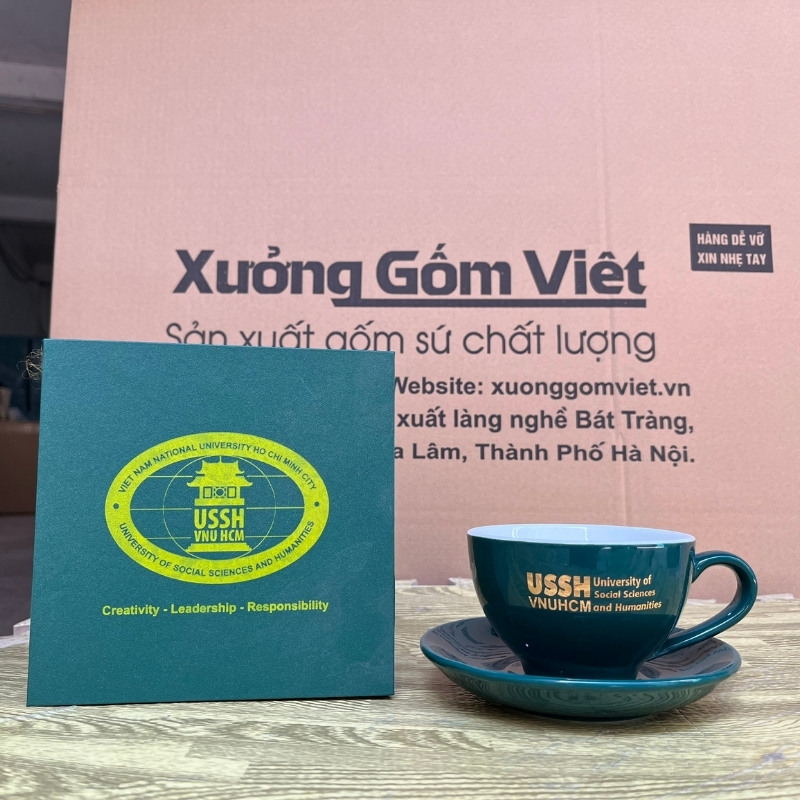 HÀNG DỄ VỠ
XIN NHẸ TAY
Xưởng Gốm Việt
Sản xuất gốm sứ chất lượng
Website: xuonggomviet.vn
xuất làng nghề Bát Tràng,
Lâm, Thành Phố Hà Nội.
VIET NAM NATIONAL UNIVERSITY HO CHI MINH CITY
USSH
VNU HCM
UNIVERSITY OF SOCIAL SCIENCES AND HUMANITIES
Creativity - Leadership - Responsibility
USSH University of
Social Sciences
VNUHCM and Humanities